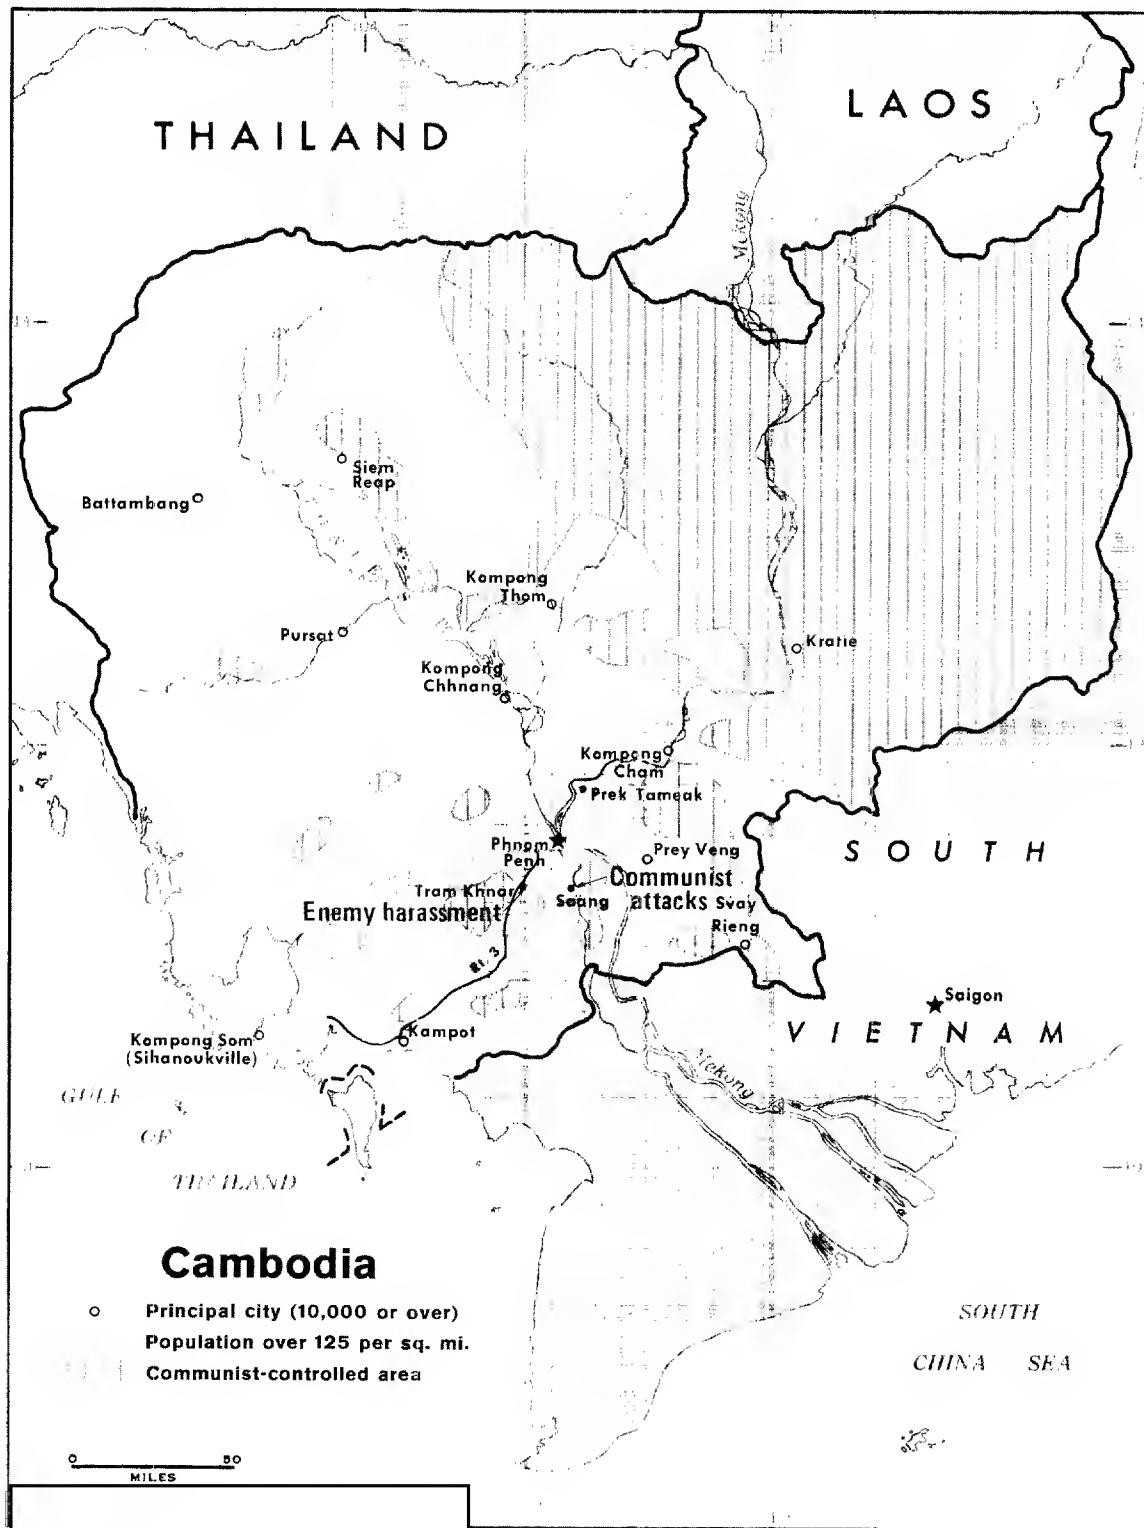 THAILAND
LAOS
Mekong
Siem
Reap
Battambang
Kompong
Thom
Pursat
Kratie
Kompong
Chhnang
Kompong
Cham
Prek Tameak
Phnom
Penh
Prey Veng
SOUTH
Tram Khnar
Communist
attacks
Saang
Enemy harassment
Svay
Rieng
Rt. 3
Saigon
VIETNAM
Kompong Som
(Sihanoukville)
Kampot
Mekong
GULF
OF
THAILAND
Cambodia
Principal city (10,000 or over)
Population over 125 per sq. mi.
Communist-controlled area
SOUTH
CHINA SEA
0 50
MILES